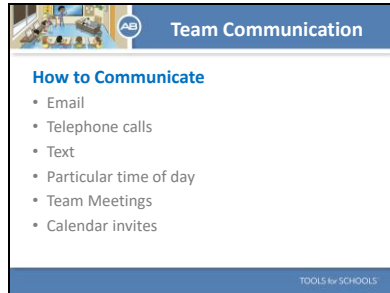 AB
Team Communication
How to Communicate
• Email
• Telephone calls
• Text
• Particular time of day
• Team Meetings
• Calendar invites
TOOLS for SCHOOLS